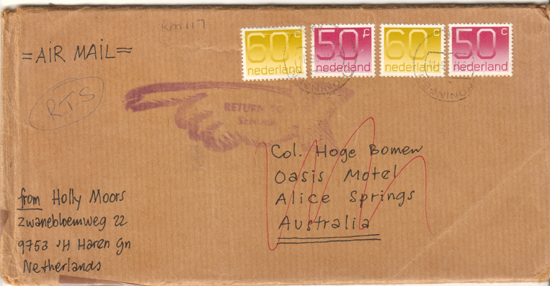 =AIR MAIL=
R.T.S
60c
nederland
50c
nederland
60c
nederland
50c
nederland
RETURN TO
SENDER
Col. Hoge Bomen
Oasis Motel
Alice Springs
Australia
from Holly Moors
Zwanebloemweg 22
9753 JH Haren Gn
Netherlands